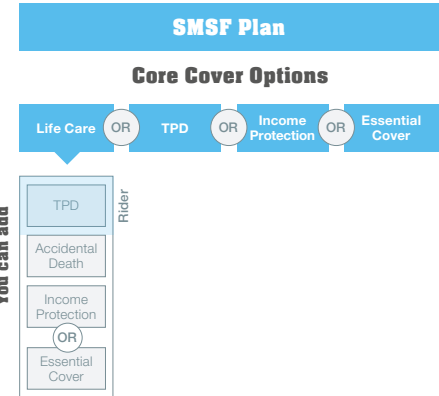 SMSF Plan
Core Cover Options
Life Care OR TPD OR Income Protection OR Essential Cover
You can add
TPD
Rider
Accidental
Death
Income
Protection
OR
Essential
Cover